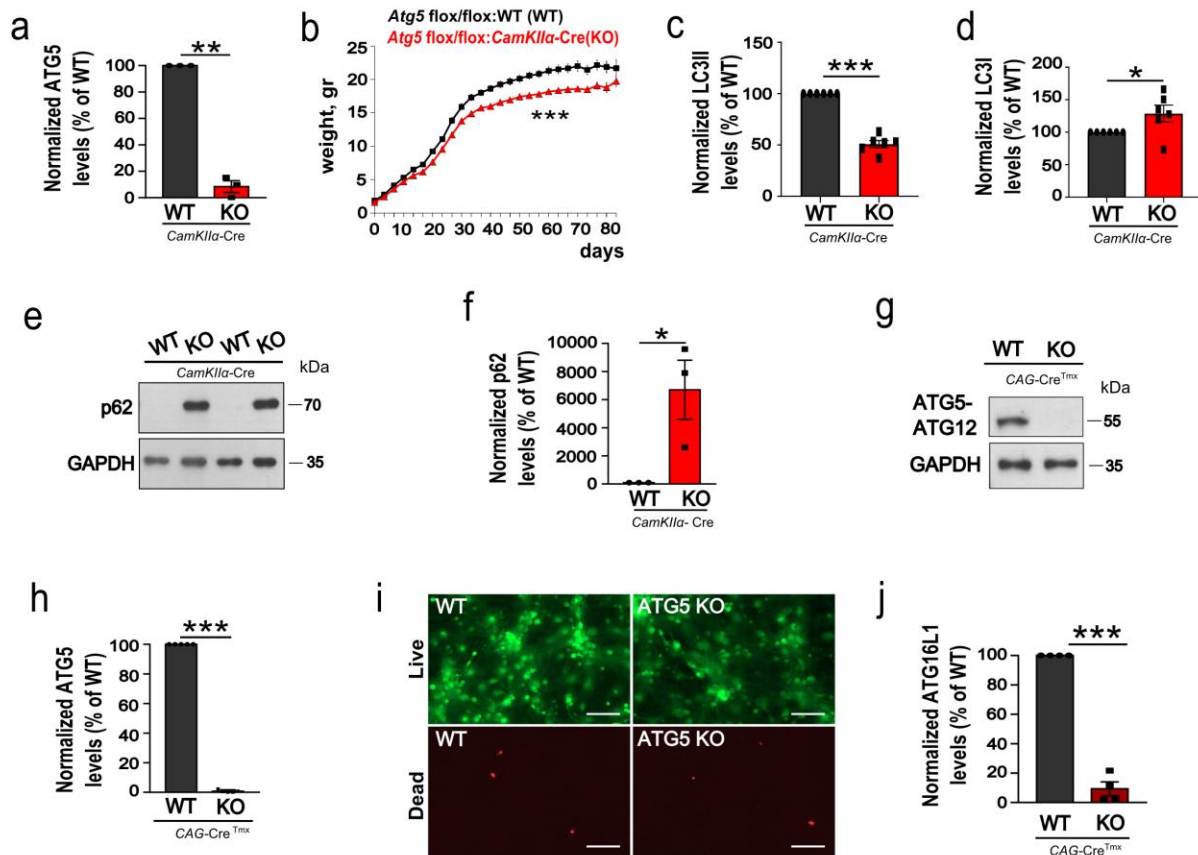 a
Normalized ATG5
levels (% of WT)
100
80
60
40
20
0
**
WT KO
CamKIIα-Cre
b
Atg5 flox/flox:WT (WT)
Atg5 flox/flox:CamKIIα-Cre(KO)
weight, gr
25
20
15
10
5
0
***
0 10 20 30 40 50 60 70 80
days
c
Normalized LC3II
levels (% of WT)
150
100
50
0
***
WT KO
CamKIIα-Cre
d
Normalized LC3I
levels (% of WT)
200
150
100
50
0
*
WT KO
CamKIIα-Cre
e
WT KO WT KO
CamKIIα-Cre
kDa
p62
70
GAPDH
35
f
Normalized p62
levels (% of WT)
10000
8000
6000
4000
2000
0
*
WT KO
CamKIIα- Cre
g
WT KO
CAG-CreTmx
kDa
ATG5-
ATG12
55
GAPDH
35
h
Normalized ATG5
levels (% of WT)
100
80
60
40
20
0
***
WT KO
CAG-Cre Tmx
i
WT ATG5 KO
Live
WT ATG5 KO
Dead
j
Normalized ATG16L1
levels (% of WT)
100
80
60
40
20
0
***
WT KO
CAG-CreTmx